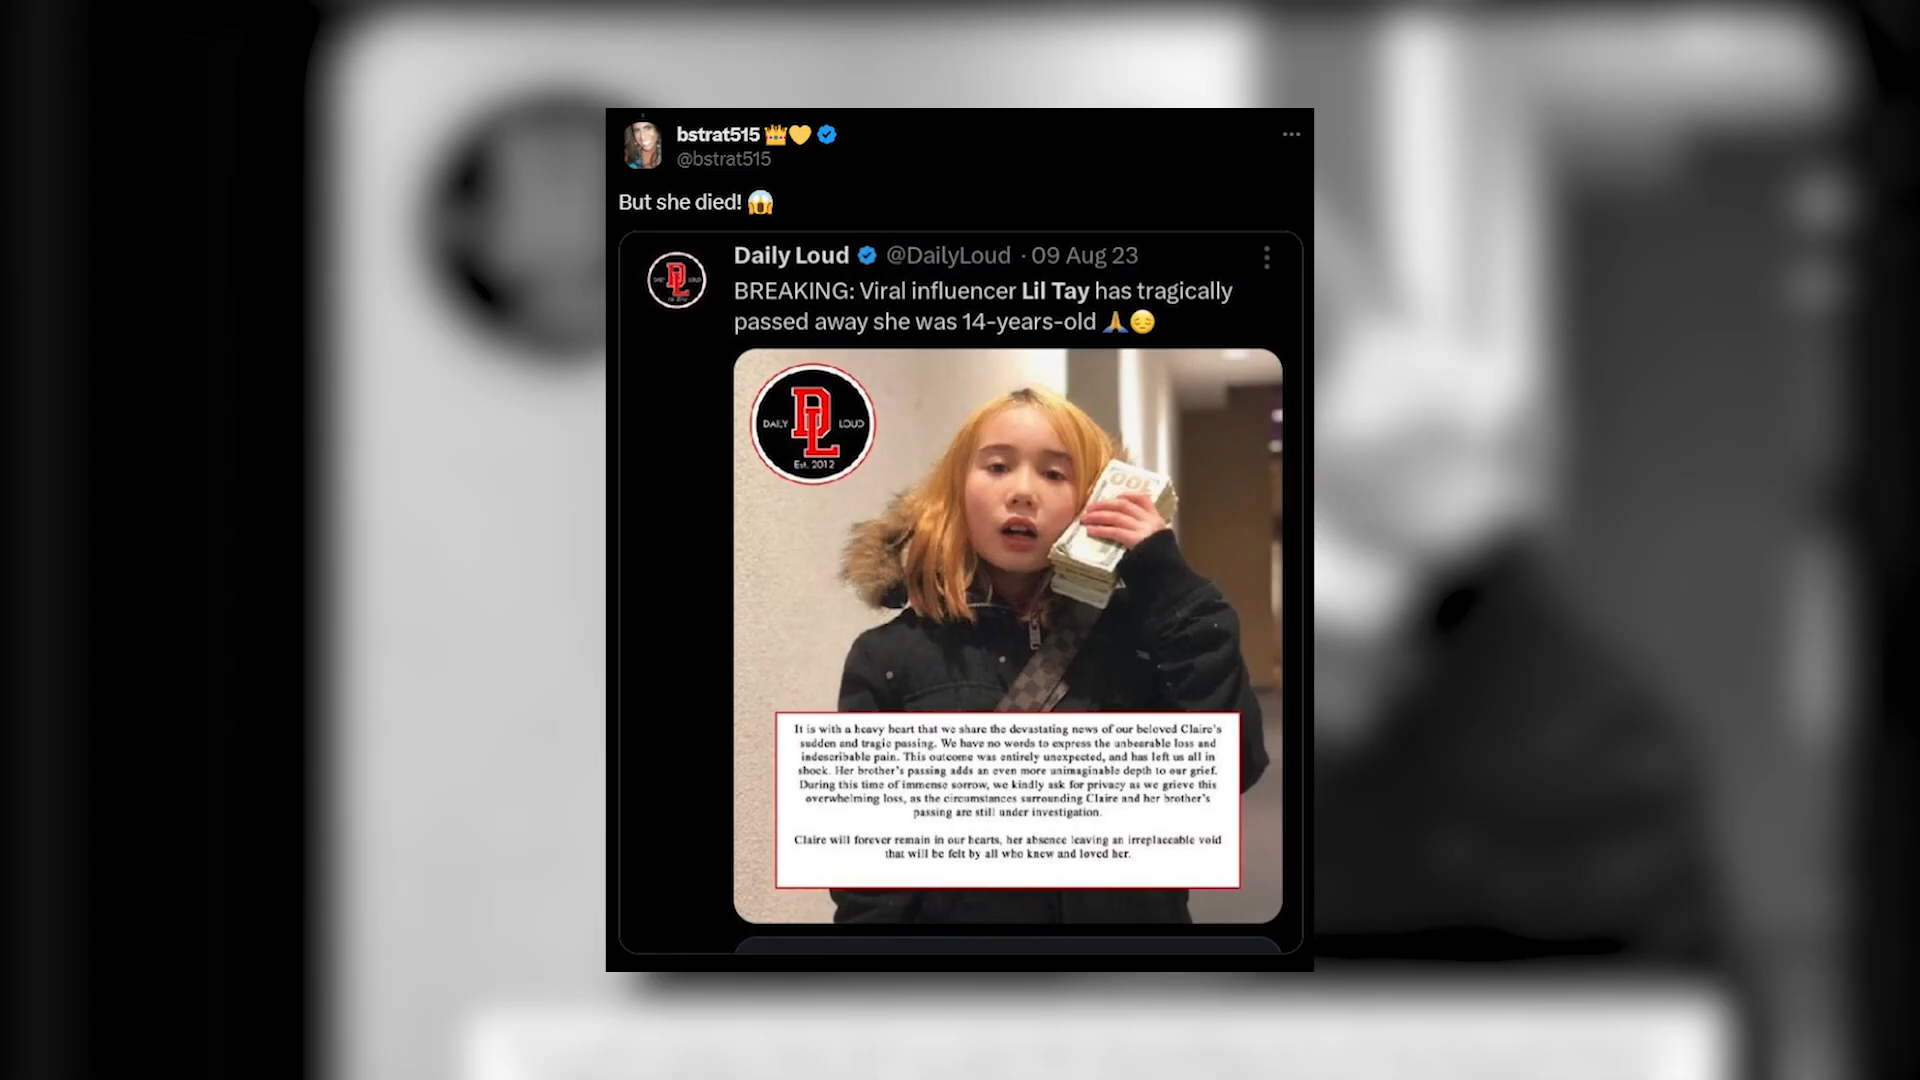 bstrat515 👑💛
@bstrat515
But she died! 😱
Daily Loud @DailyLoud · 09 Aug 23
BREAKING: Viral influencer Lil Tay has tragically
passed away she was 14-years-old 🙏😔
DAILY DL LOUD
Est. 2012
100
It is with a heavy heart that we share the devastating news of our beloved Claire's
sudden and tragic passing. We have no words to express the unbearable loss and
indescribable pain. This outcome was entirely unexpected, and has left us all in
shock. Her brother's passing adds an even more unimaginable depth to our grief.
During this time of immense sorrow, we kindly ask for privacy as we grieve this
overwhelming loss, as the circumstances surrounding Claire and her brother's
passing are still under investigation.
Claire will forever remain in our hearts, her absence leaving an irreplaceable void
that will be felt by all who knew and loved her.